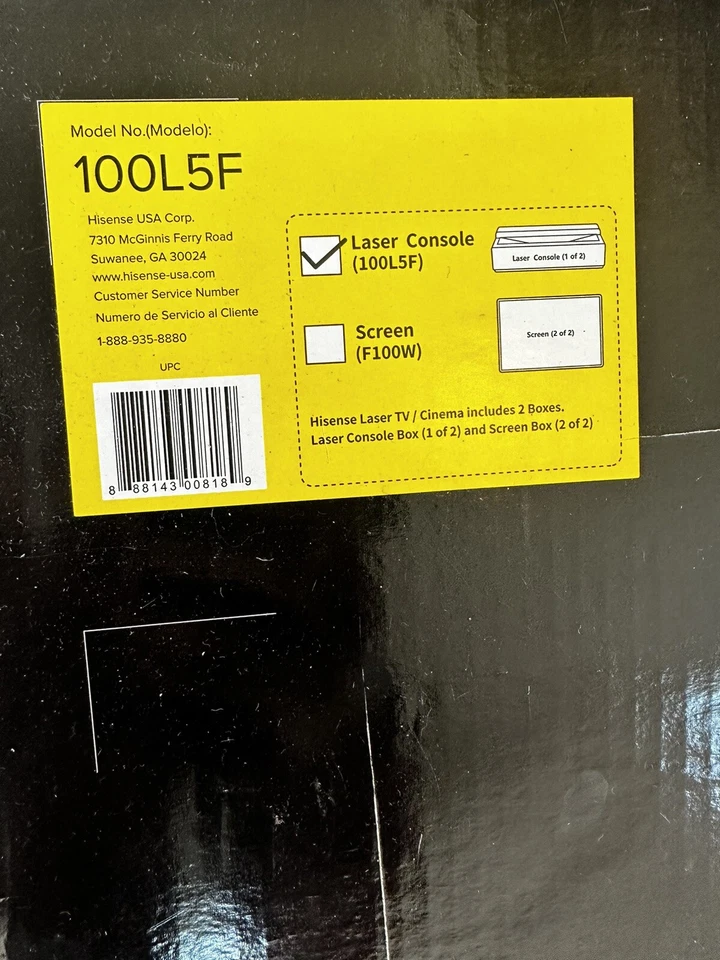 Model No.(Modelo):
100L5F
Hisense USA Corp.
7310 McGinnis Ferry Road
Suwanee, GA 30024
www.hisense-usa.com
Customer Service Number
Numero de Servicio al Cliente
1-888-935-8880
UPC
8 88143 00818 9
Laser Console
(100L5F)
Laser Console (1 of 2)
Screen
(F100W)
Screen (2 of 2)
Hisense Laser TV / Cinema includes 2 Boxes.
Laser Console Box (1 of 2) and Screen Box (2 of 2)